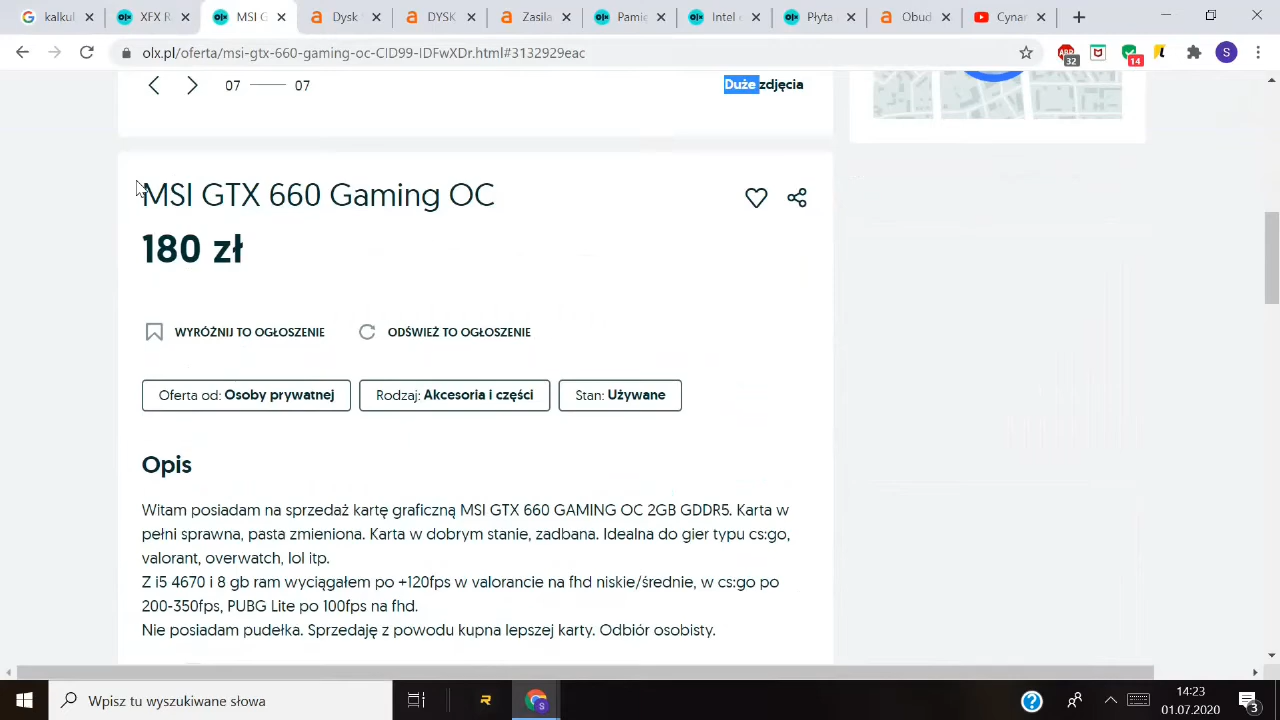 kalkul
XFX R
MSI G
Dysk
DYSK
Zasila
Pamię
Intel
Płyta
Obud
Cynar
olx.pl/oferta/msi-gtx-660-gaming-oc-CID99-IDFwXDr.html#3132929eac
32
14
S
07 07
Duże zdjęcia
MSI GTX 660 Gaming OC
180 zł
WYRÓŻNIJ TO OGŁOSZENIE
ODŚWIEŻ TO OGŁOSZENIE
Oferta od: Osoby prywatnej
Rodzaj: Akcesoria i części
Stan: Używane
Opis
Witam posiadam na sprzedaż kartę graficzną MSI GTX 660 GAMING OC 2GB GDDR5. Karta w
pełni sprawna, pasta zmieniona. Karta w dobrym stanie, zadbana. Idealna do gier typu cs:go,
valorant, overwatch, lol itp.
Z i5 4670 i 8 gb ram wyciągałem po +120fps w valorancie na fhd niskie/średnie, w cs:go po
200-350fps, PUBG Lite po 100fps na fhd.
Nie posiadam pudełka. Sprzedaję z powodu kupna lepszej karty. Odbiór osobisty.
Wpisz tu wyszukiwane słowa
14:23
01.07.2020
3